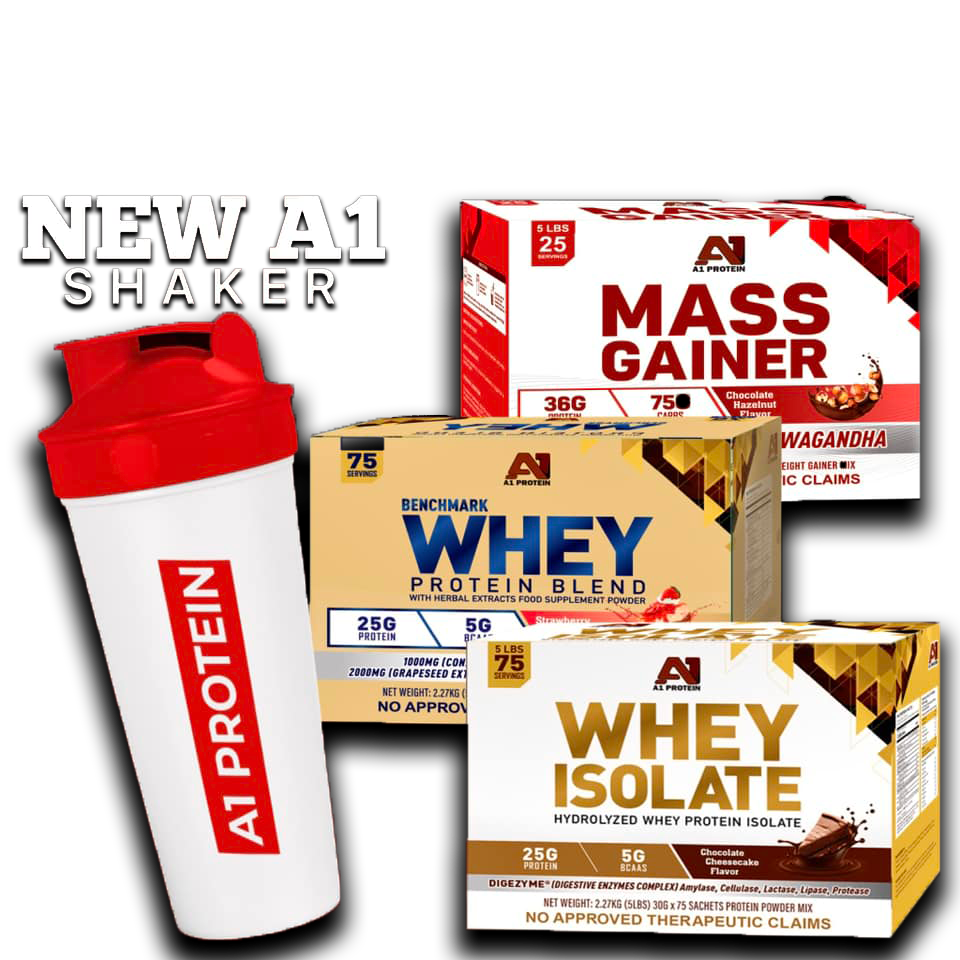 NEW A1
SHAKER
A1 PROTEIN
MASS
GAINER
5 LBS
25
SERVINGS
A1
A1 PROTEIN
MASS
GAINER
36G
PROTEIN
75
CARBS
Chocolate
Hazelnut
Flavor
WAGANDHA
EIGHT GAINER IX
IC CLAIMS
WHEY
75
SERVINGS
A1
A1 PROTEIN
BENCHMARK
WHEY
PROTEIN BLEND
WITH HERBAL EXTRACTS FOOD SUPPLEMENT POWDER
25G
PROTEIN
5G
BCAAS
Strawberry
1000MG (CON
2000MG (GRAPESEED EXT
NET WEIGHT: 2.27KG (
NO APPROV
WHEY
5 LBS
75
SERVINGS
A1
A1 PROTEIN
WHEY
ISOLATE
HYDROLYZED WHEY PROTEIN ISOLATE
25G
PROTEIN
5G
BCAAS
Chocolate
Cheesecake
Flavor
DIGEZYME® (DIGESTIVE ENZYMES COMPLEX) Amylase, Cellulase, Lactase, Lipase, Protease
NET WEIGHT: 2.27KG (5LBS) 30G x 75 SACHETS PROTEIN POWDER MIX
NO APPROVED THERAPEUTIC CLAIMS